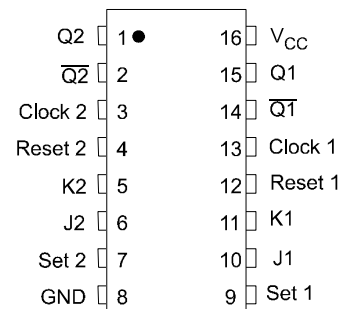 Q2 1 16 VCC
Q2 2 15 Q1
Clock 2 3 14 Q1
Reset 2 4 13 Clock 1
K2 5 12 Reset 1
J2 6 11 K1
Set 2 7 10 J1
GND 8 9 Set 1